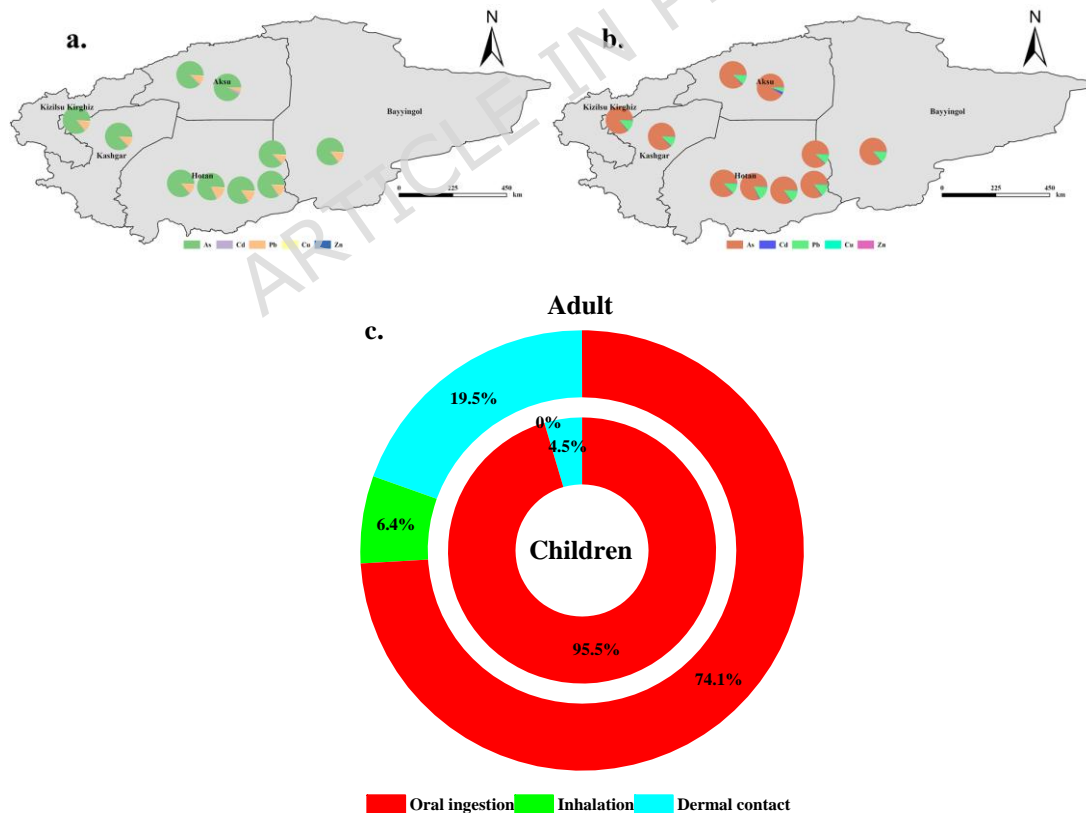 a.
N
Aksu
Kizilsu Kirghiz
Bayyingol
Kashgar
Hotan
0 225 450
km
As Cd Pb Cu Zn
b.
N
Aksu
Kizilsu Kirghiz
Bayyingol
Kashgar
Hotan
0 225 450
km
As Cd Pb Cu Zn
ARTICLE IN
Adult
c.
19.5%
0%
4.5%
6.4%
Children
95.5%
74.1%
Oral ingestion Inhalation Dermal contact